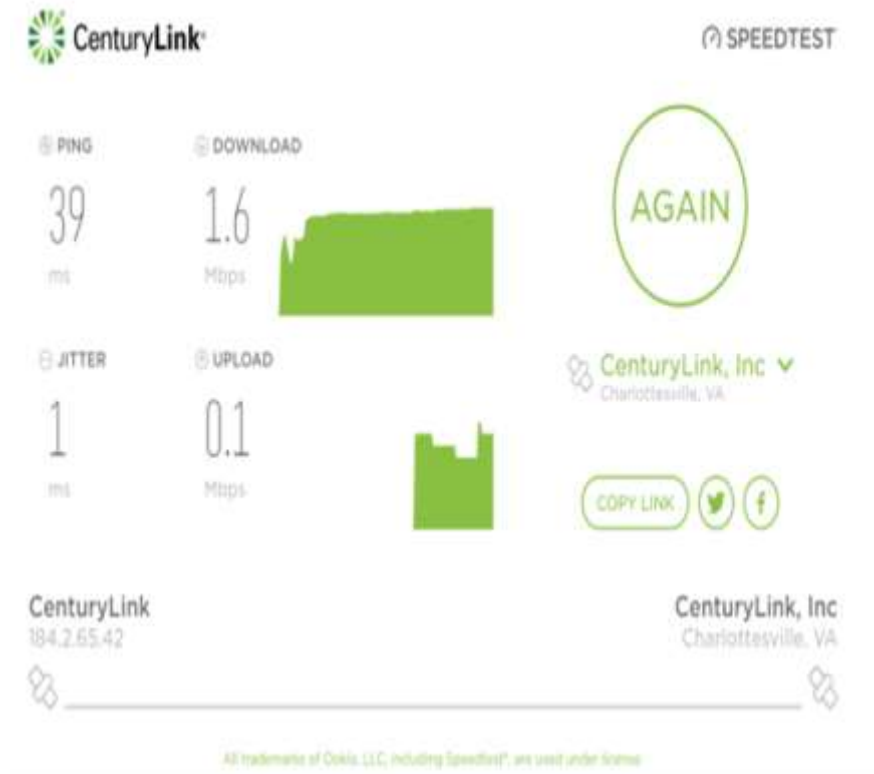 CenturyLink®
SPEEDTEST
PING
39
ms
DOWNLOAD
1.6
Mbps
AGAIN
JITTER
1
ms
UPLOAD
0.1
Mbps
CenturyLink, Inc
Charlottesville, VA
COPY LINK
CenturyLink
184.2.65.42
CenturyLink, Inc
Charlottesville, VA
All trademarks of Ookla, LLC, including Speedtest®, are used under license